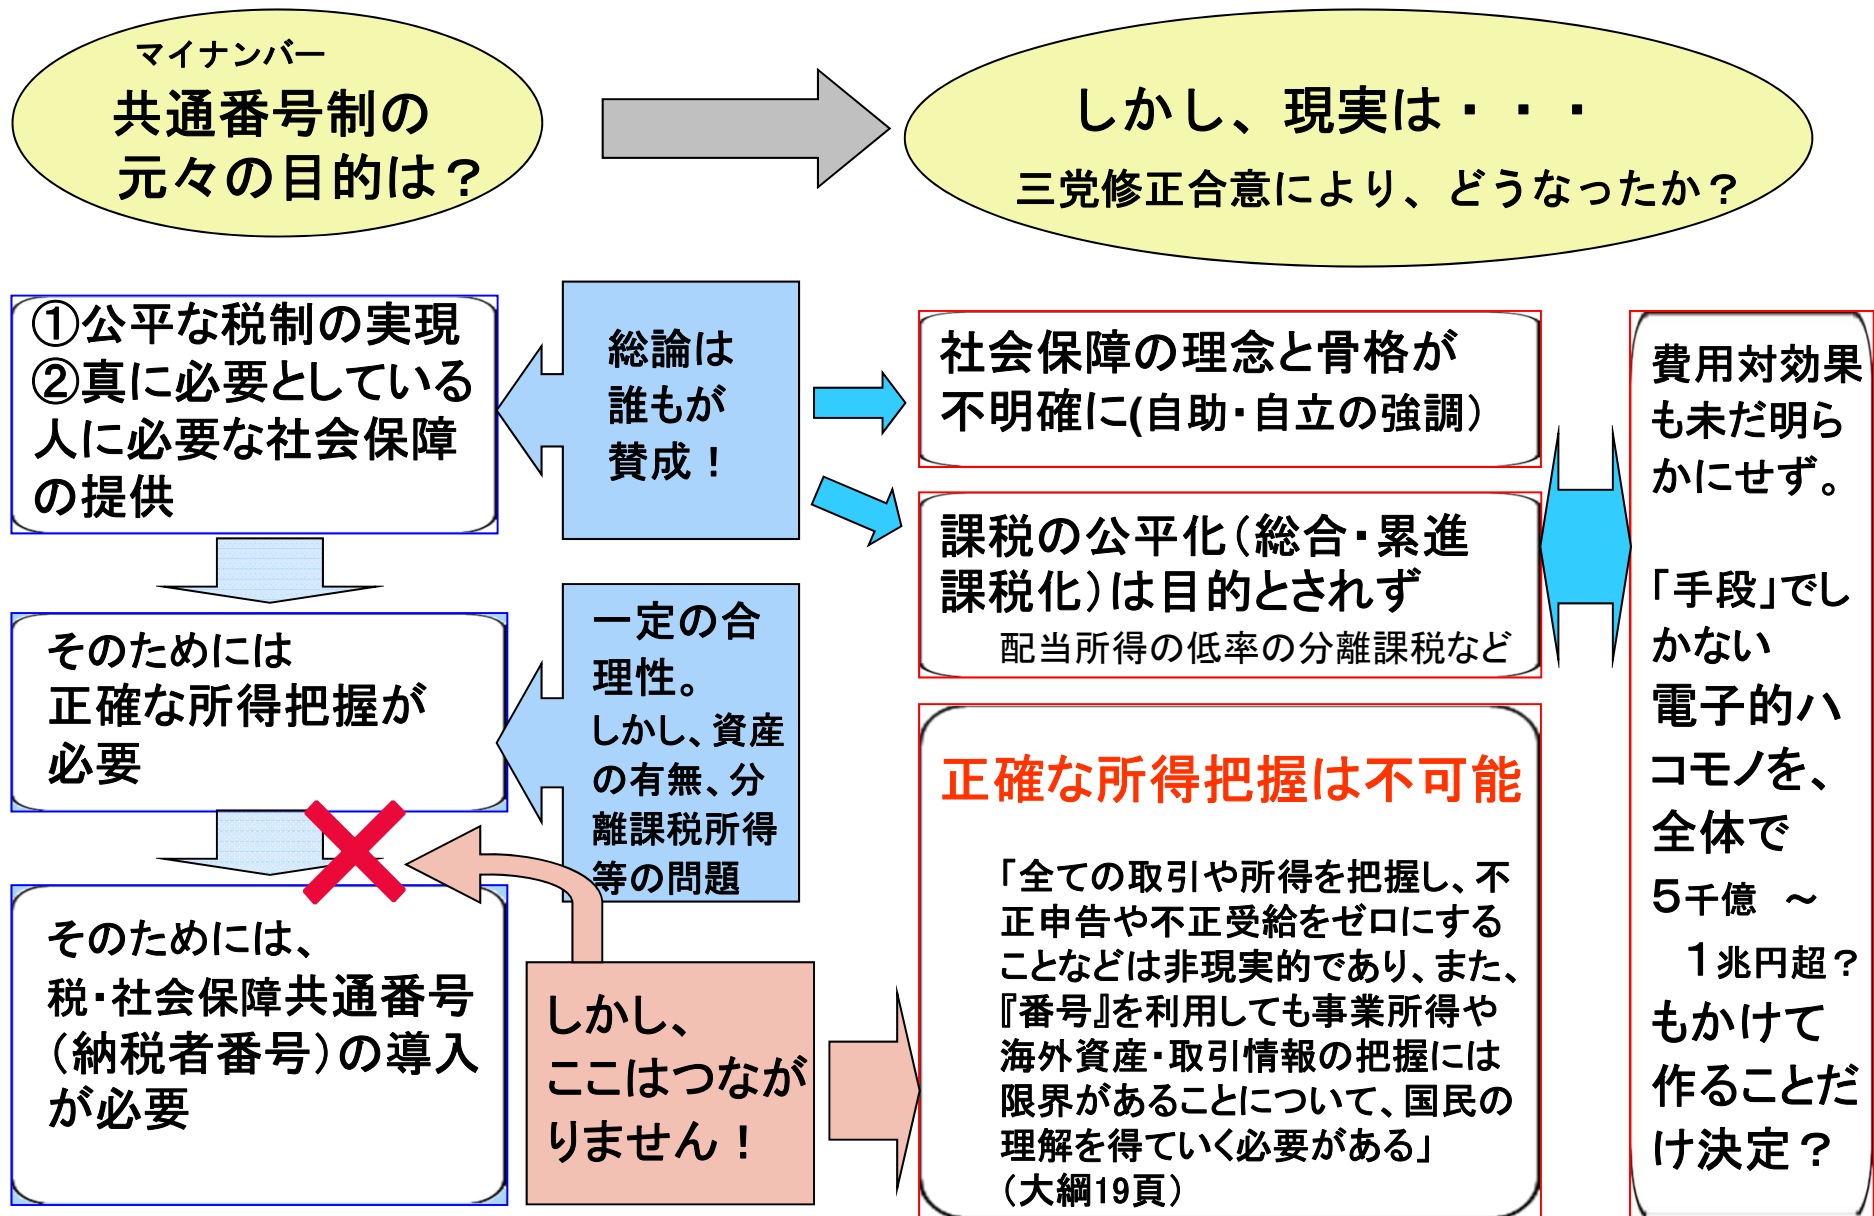 マイナンバー
共通番号制の
元々の目的は？
しかし、現実は・・・
三党修正合意により、どうなったか？
①公平な税制の実現
②真に必要としている
人に必要な社会保障
の提供
総論は
誰もが
賛成！
そのためには
正確な所得把握が
必要
一定の合
理性。
しかし、資産
の有無、分
離課税所得
等の問題
そのためには、
税・社会保障共通番号
（納税者番号）の導入
が必要
しかし、
ここはつなが
りません！
社会保障の理念と骨格が
不明確に(自助・自立の強調）
課税の公平化（総合・累進
課税化）は目的とされず
配当所得の低率の分離課税など
正確な所得把握は不可能
「全ての取引や所得を把握し、不
正申告や不正受給をゼロにする
ことなどは非現実的であり、また、
『番号』を利用しても事業所得や
海外資産・取引情報の把握には
限界があることについて、国民の
理解を得ていく必要がある」
（大綱19頁）
費用対効果
も未だ明ら
かにせず。
「手段」でし
かない
電子的ハ
コモノを、
全体で
５千億　～
１兆円超？
もかけて
作ることだ
け決定？